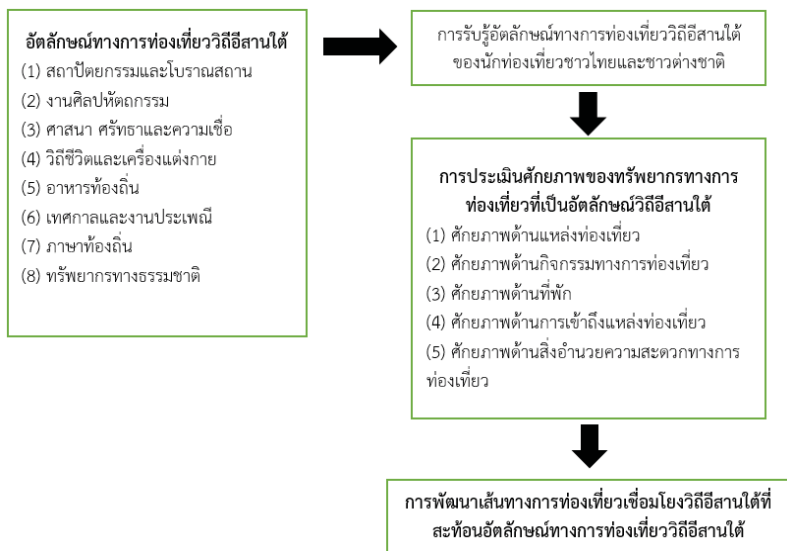 อัตลักษณ์ทางการท่องเที่ยววิถีอีสานใต้
(1) สถาปัตยกรรมและโบราณสถาน
(2) งานศิลปหัตถกรรม
(3) ศาสนา ศรัทธาและความเชื่อ
(4) วิถีชีวิตและเครื่องแต่งกาย
(5) อาหารท้องถิ่น
(6) เทศกาลและงานประเพณี
(7) ภาษาท้องถิ่น
(8) ทรัพยากรทางธรรมชาติ
การรับรู้อัตลักษณ์ทางการท่องเที่ยววิถีอีสานใต้
ของนักท่องเที่ยวชาวไทยและชาวต่างชาติ
การประเมินศักยภาพของทรัพยากรทางการ
ท่องเที่ยวที่เป็นอัตลักษณ์วิถีอีสานใต้
(1) ศักยภาพด้านแหล่งท่องเที่ยว
(2) ศักยภาพด้านกิจกรรมทางการท่องเที่ยว
(3) ศักยภาพด้านที่พัก
(4) ศักยภาพด้านการเข้าถึงแหล่งท่องเที่ยว
(5) ศักยภาพด้านสิ่งอำนวยความสะดวกทางการ
ท่องเที่ยว
การพัฒนาเส้นทางการท่องเที่ยวเชื่อมโยงวิถีอีสานใต้ที่
สะท้อนอัตลักษณ์ทางการท่องเที่ยววิถีอีสานใต้